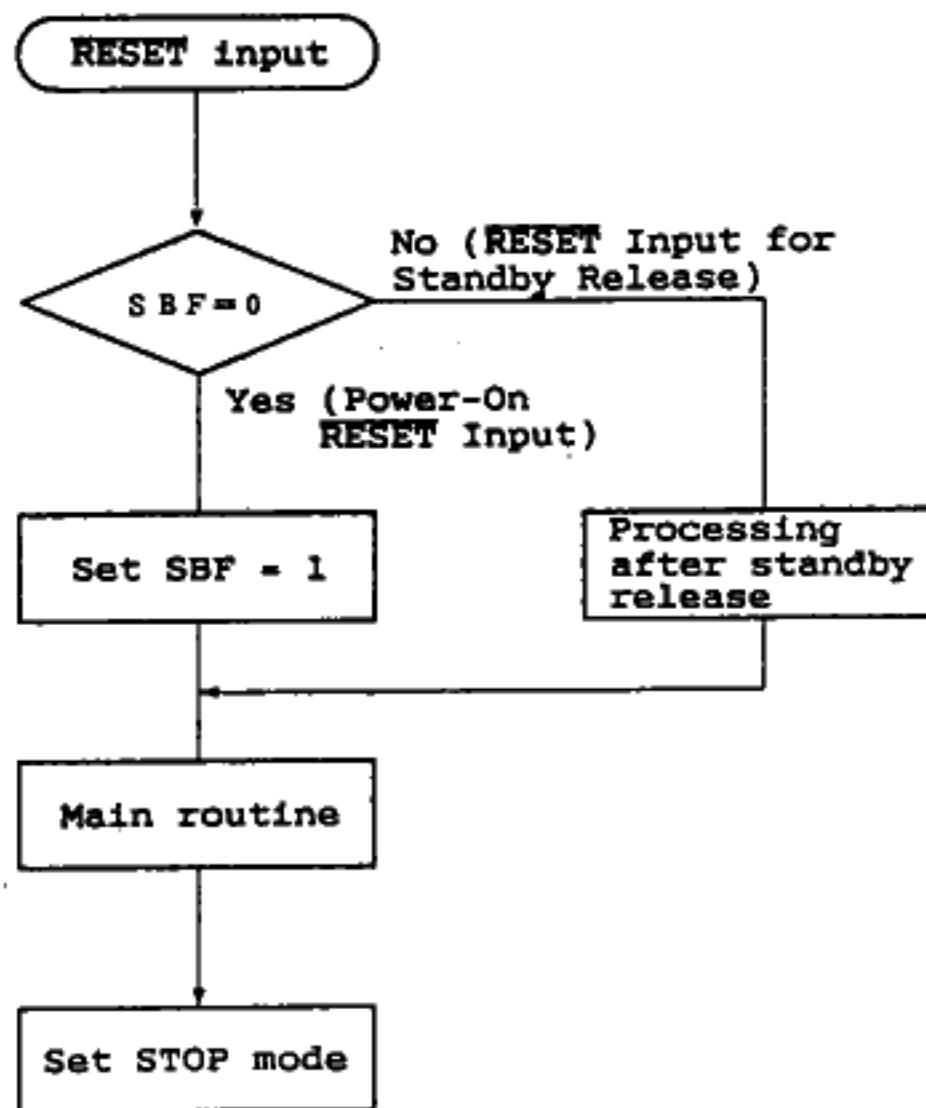 RESET input
SBF=0
No (RESET Input for
Standby Release)
Yes (Power-On
RESET Input)
Set SBF = 1
Processing
after standby
release
Main routine
Set STOP mode